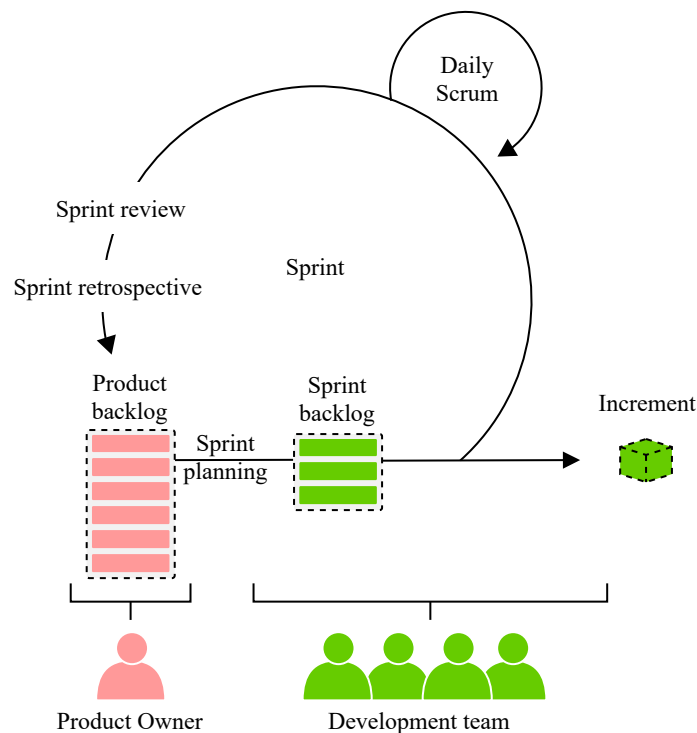 Daily
Scrum
Sprint review
Sprint
Sprint retrospective
Product
backlog
Sprint
backlog
Increment
Sprint
planning
Product Owner
Development team